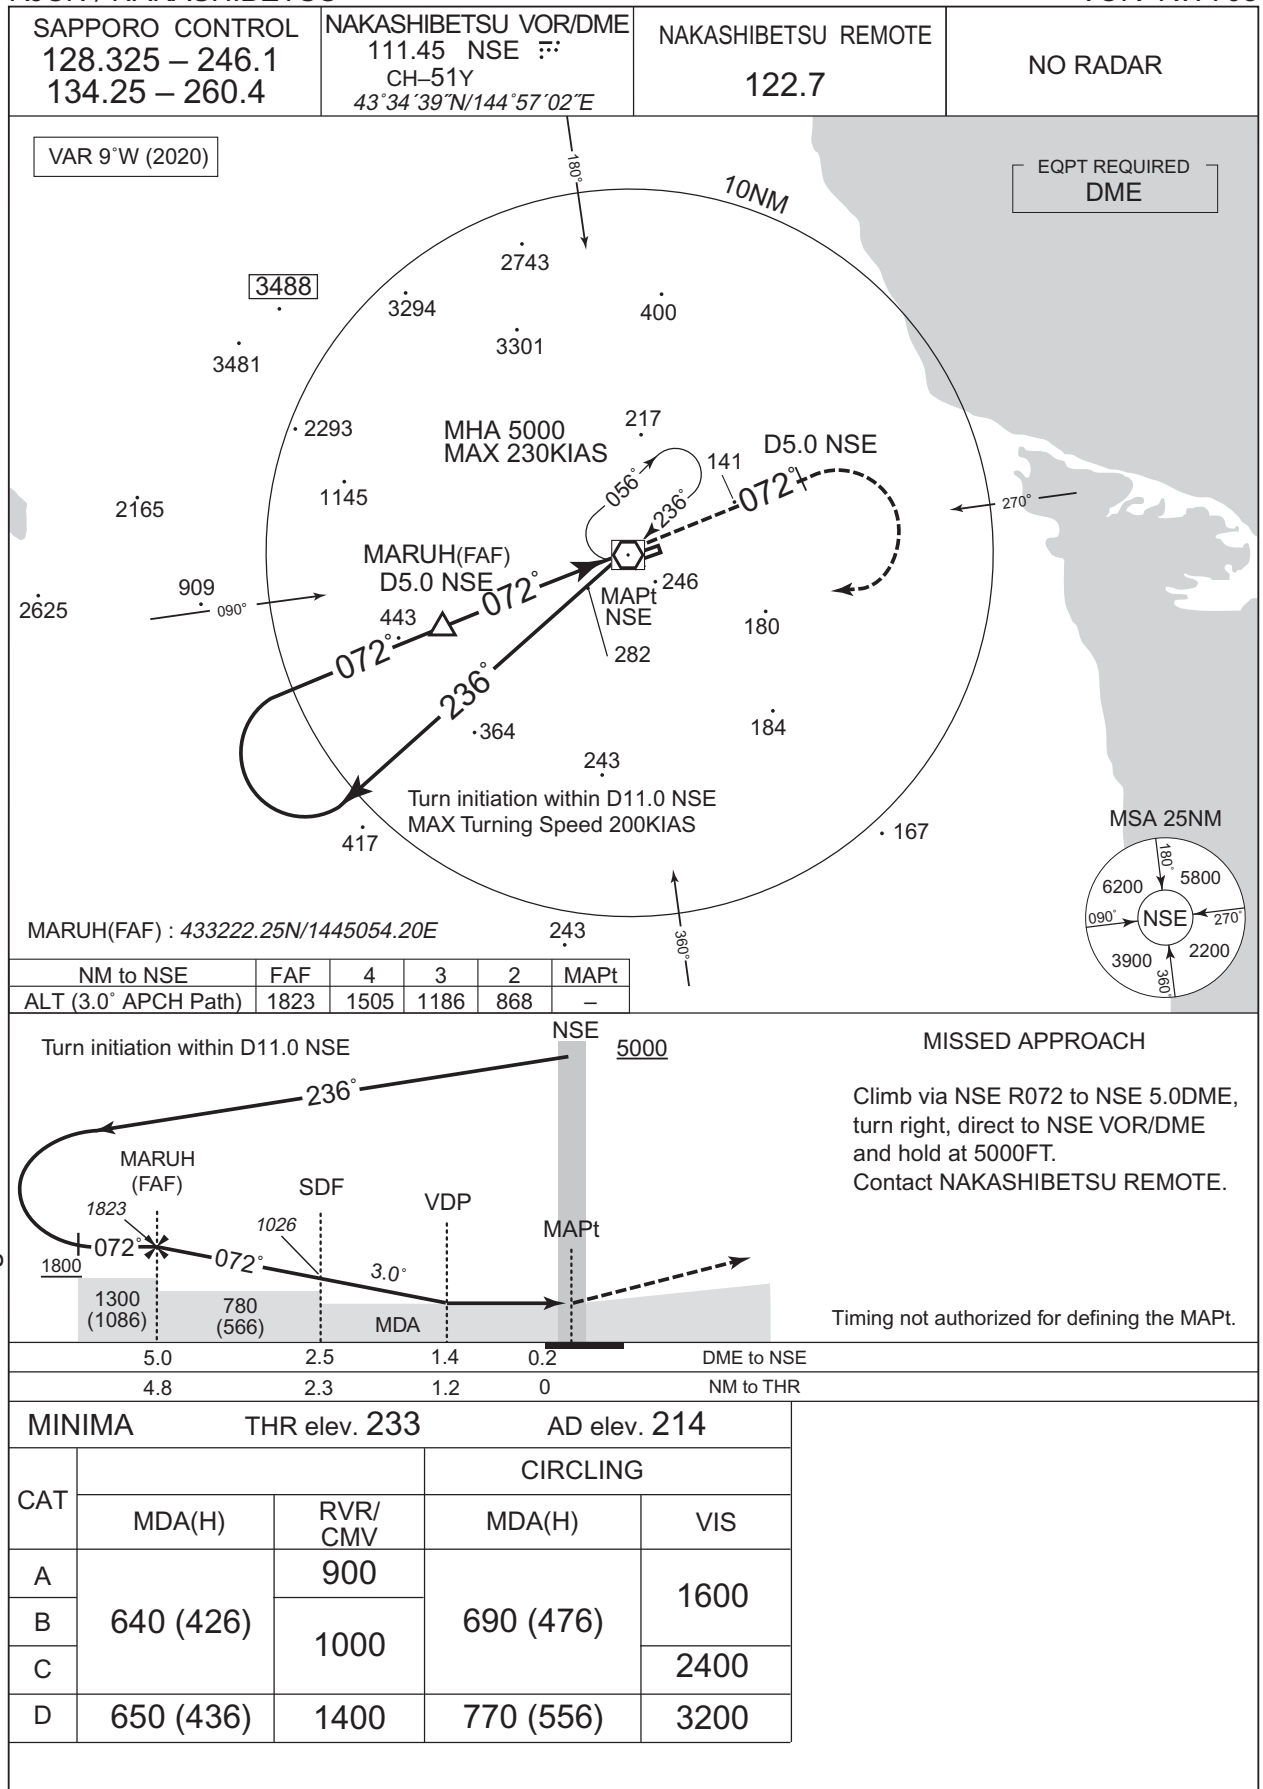 SAPPORO CONTROL
128.325 – 246.1
134.25 – 260.4
NAKASHIBETSU VOR/DME
111.45 NSE
CH–51Y
43°34´39˝N/144°57´02˝E
NAKASHIBETSU REMOTE
122.7
NO RADAR
VAR 9°W (2020)
EQPT REQUIRED
DME
180°
10NM
2743
3488
3294
400
3301
3481
2293
MHA 5000
MAX 230KIAS
217
D5.0 NSE
141
056°
236°
072°
1145
2165
270°
MARUH(FAF)
D5.0 NSE
072°
909
2625
090°
443
MAPt
NSE
246
180
072°
282
236°
364
184
243
Turn initiation within D11.0 NSE
MAX Turning Speed 200KIAS
417
167
MSA 25NM
180°
6200
5800
090°
NSE
270°
3900
2200
360°
360°
MARUH(FAF) : 433222.25N/1445054.20E
243
NM to NSE FAF 4 3 2 MAPt
ALT (3.0° APCH Path) 1823 1505 1186 868 –
Turn initiation within D11.0 NSE
NSE
5000
236°
MISSED APPROACH
Climb via NSE R072 to NSE 5.0DME,
turn right, direct to NSE VOR/DME
and hold at 5000FT.
Contact NAKASHIBETSU REMOTE.
MARUH
(FAF)
SDF
VDP
MAPt
1823
1026
072°
072°
3.0°
1800
1300
(1086)
780
(566)
MDA
Timing not authorized for defining the MAPt.
5.0 2.5 1.4 0.2 DME to NSE
4.8 2.3 1.2 0 NM to THR
MINIMA THR elev. 233 AD elev. 214
CAT
CIRCLING
MDA(H)
RVR/
CMV
MDA(H)
VIS
A
900
1600
B
640 (426)
1000
690 (476)
C
2400
D 650 (436) 1400 770 (556) 3200